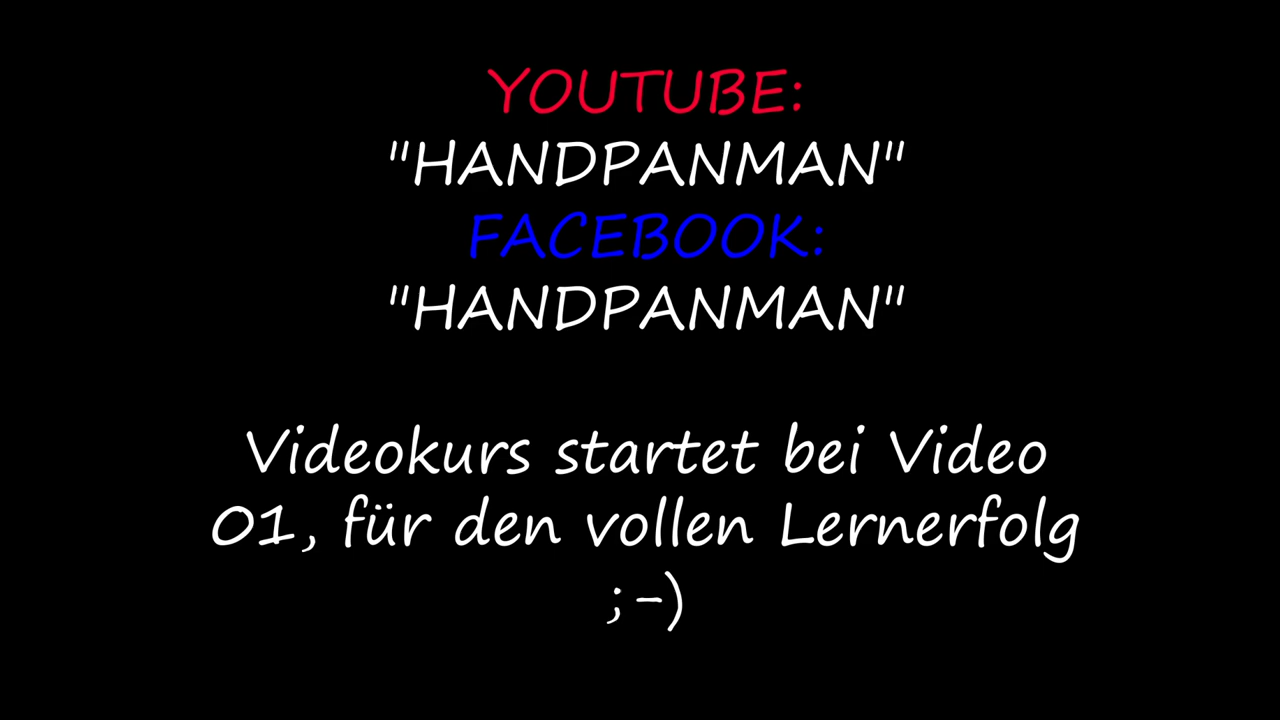 YOUTUBE:
"HANDPANMAN"
FACEBOOK:
"HANDPANMAN"
Videokurs startet bei Video
01, für den vollen Lernerfolg
;-)